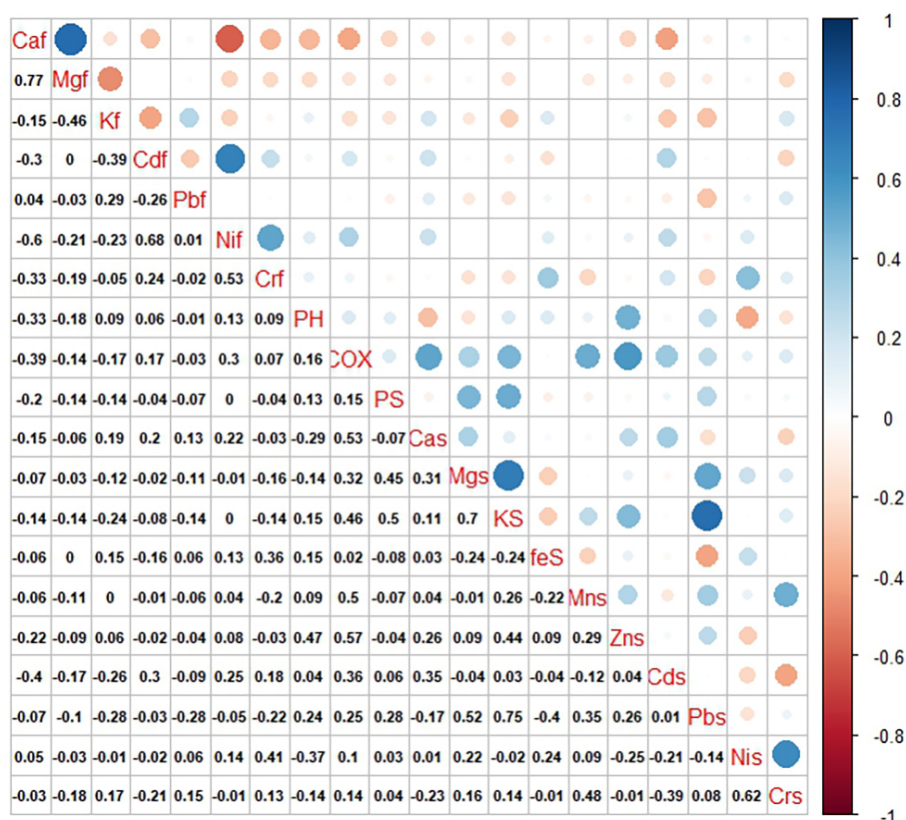 Caf 1
0.77 Mgf
-0.15 -0.46 Kf 0.8
-0.3 0 -0.39 Cdf
0.04 -0.03 0.29 -0.26 Pbf 0.6
-0.6 -0.21 -0.23 0.68 0.01 Nif
-0.33 -0.19 -0.05 0.24 -0.02 0.53 Crf 0.4
-0.33 -0.18 0.09 0.06 -0.01 0.13 0.09 PH
-0.39 -0.14 -0.17 0.17 -0.03 0.3 0.07 0.16 COX 0.2
-0.2 -0.14 -0.14 -0.04 -0.07 0 -0.04 0.13 0.15 PS 0
-0.15 -0.06 0.19 0.2 0.13 0.22 -0.03 -0.29 0.53 -0.07 Cas
-0.07 -0.03 -0.12 -0.02 -0.11 -0.01 -0.16 -0.14 0.32 0.45 0.31 Mgs -0.2
-0.14 -0.14 -0.24 -0.08 -0.14 0 -0.14 0.15 0.46 0.5 0.11 0.7 KS
-0.06 0 0.15 -0.16 0.06 0.13 0.36 0.15 0.02 -0.08 0.03 -0.24 -0.24 feS -0.4
-0.06 -0.11 0 -0.01 -0.06 0.04 -0.2 0.09 0.5 -0.07 0.04 -0.01 0.26 -0.22 Mns
-0.22 -0.09 0.06 -0.02 -0.04 0.08 -0.03 0.47 0.57 -0.04 0.26 0.09 0.44 0.09 0.29 Zns -0.6
-0.4 -0.17 -0.26 0.3 -0.09 0.25 0.18 0.04 0.36 0.06 0.35 -0.04 0.03 -0.04 -0.12 0.04 Cds
-0.07 -0.1 -0.28 -0.03 -0.28 -0.05 -0.22 0.24 0.25 0.28 -0.17 0.52 0.75 -0.4 0.35 0.26 0.01 Pbs -0.8
0.05 -0.03 -0.01 -0.02 0.06 0.14 0.41 -0.37 0.1 0.03 0.01 0.22 -0.02 0.24 0.09 -0.25 -0.21 -0.14 Nis
-0.03 -0.18 0.17 -0.21 0.15 -0.01 0.13 -0.14 0.14 0.04 -0.23 0.16 0.14 -0.01 0.48 -0.01 -0.39 0.08 0.62 Crs -1